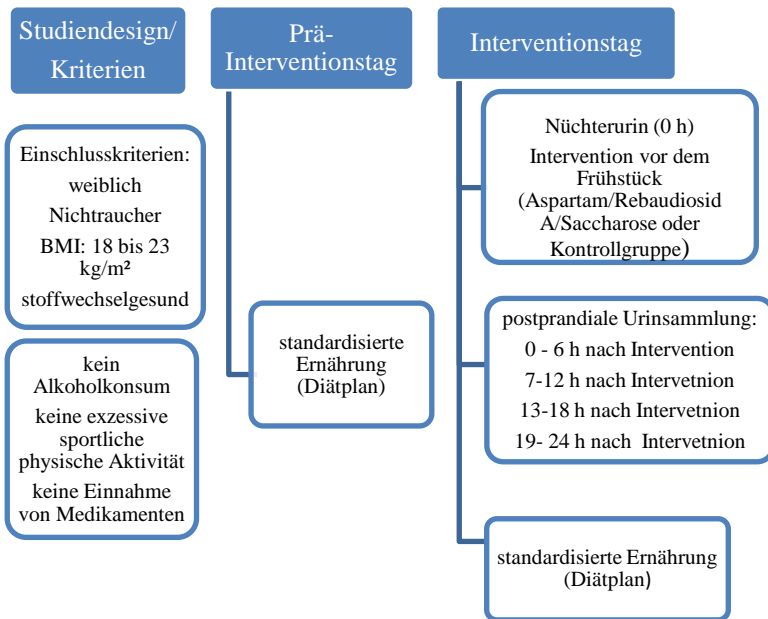 Studiendesign/
Kriterien
Einschlusskriterien:
weiblich
Nichtraucher
BMI: 18 bis 23
kg/m²
stoffwechselgesund
kein
Alkoholkonsum
keine exzessive
sportliche
physische Aktivität
keine Einnahme
von Medikamenten
Prä-
Interventionstag
standardisierte
Ernährung
(Diätplan)
Interventionstag
Nüchterurin (0 h)
Intervention vor dem
Frühstück
(Aspartam/Rebaudiosid
A/Saccharose oder
Kontrollgruppe)
postprandiale Urinsammlung:
0 - 6 h nach Intervention
7-12 h nach Intervetnion
13-18 h nach Intervetnion
19- 24 h nach Intervetnion
standardisierte Ernährung
(Diätplan)